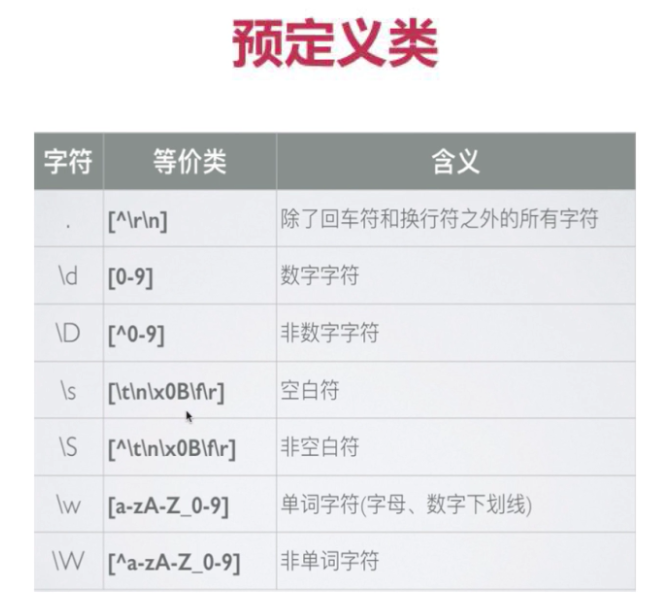 预定义类
字符 等价类 含义
. [^\r\n] 除了回车符和换行符之外的所有字符
\d [0-9] 数字字符
\D [^0-9] 非数字字符
\s [\t\n\x0B\f\r] 空白符
\S [^\t\n\x0B\f\r] 非空白符
\w [a-zA-Z_0-9] 单词字符(字母、数字下划线)
\W [^a-zA-Z_0-9] 非单词字符